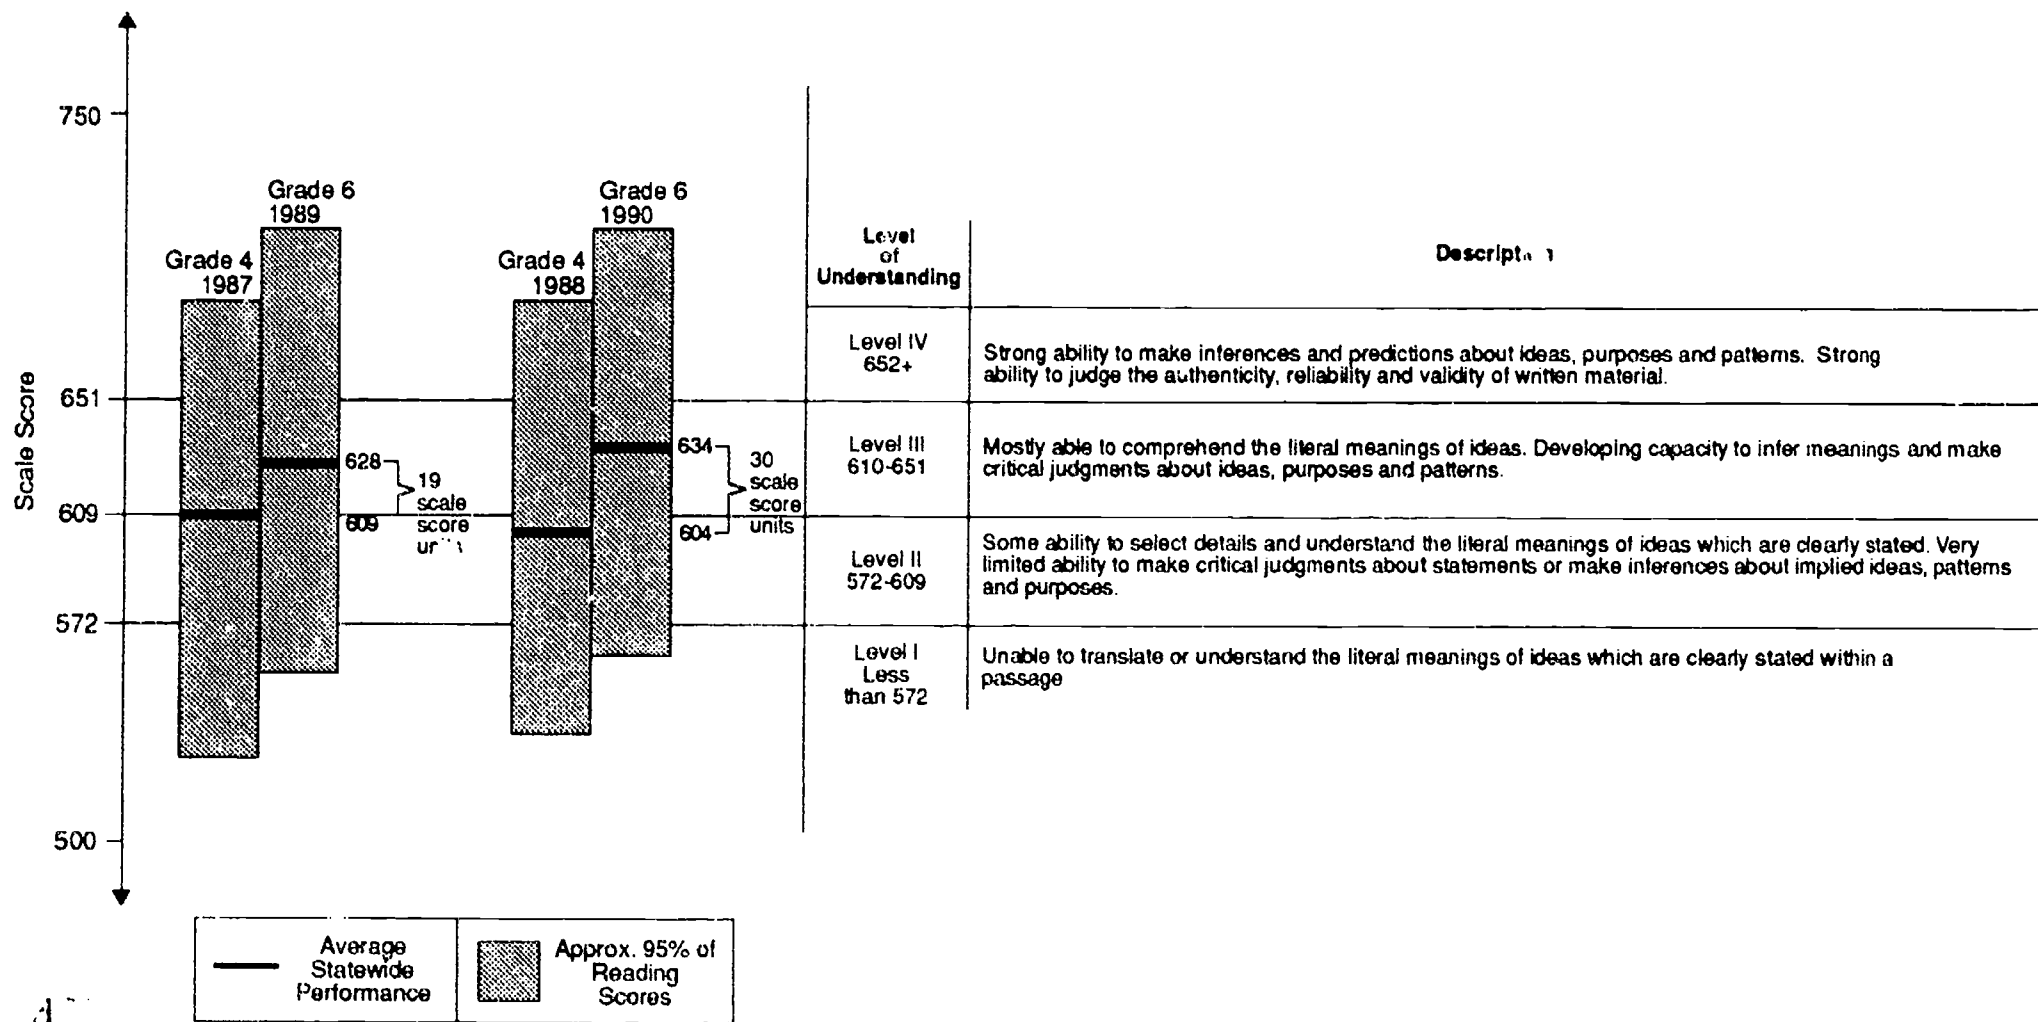 750
Grade 6
1989
Grade 4
1987
Grade 6
1990
Grade 4
1988
Scale Score
651
609
572
500
628
609
19
scale
score
634
604
30
scale
score
units
Level
of
Understanding
Level IV
652+
Strong ability to make inferences and predictions about ideas, purposes and patterns. Strong
ability to judge the authenticity, reliability and validity of written material.
Level III
610-651
Mostly able to comprehend the literal meanings of ideas. Developing capacity to infer meanings and make
critical judgments about ideas, purposes and patterns.
Level II
572-609
Some ability to select details and understand the literal meanings of ideas which are clearly stated. Very
limited ability to make critical judgments about statements or make inferences about implied ideas, patterns
and purposes.
Level I
Less
than 572
Unable to translate or understand the literal meanings of ideas which are clearly stated within a
passage
Average
Statewide
Performance
Approx. 95% of
Reading
Scores